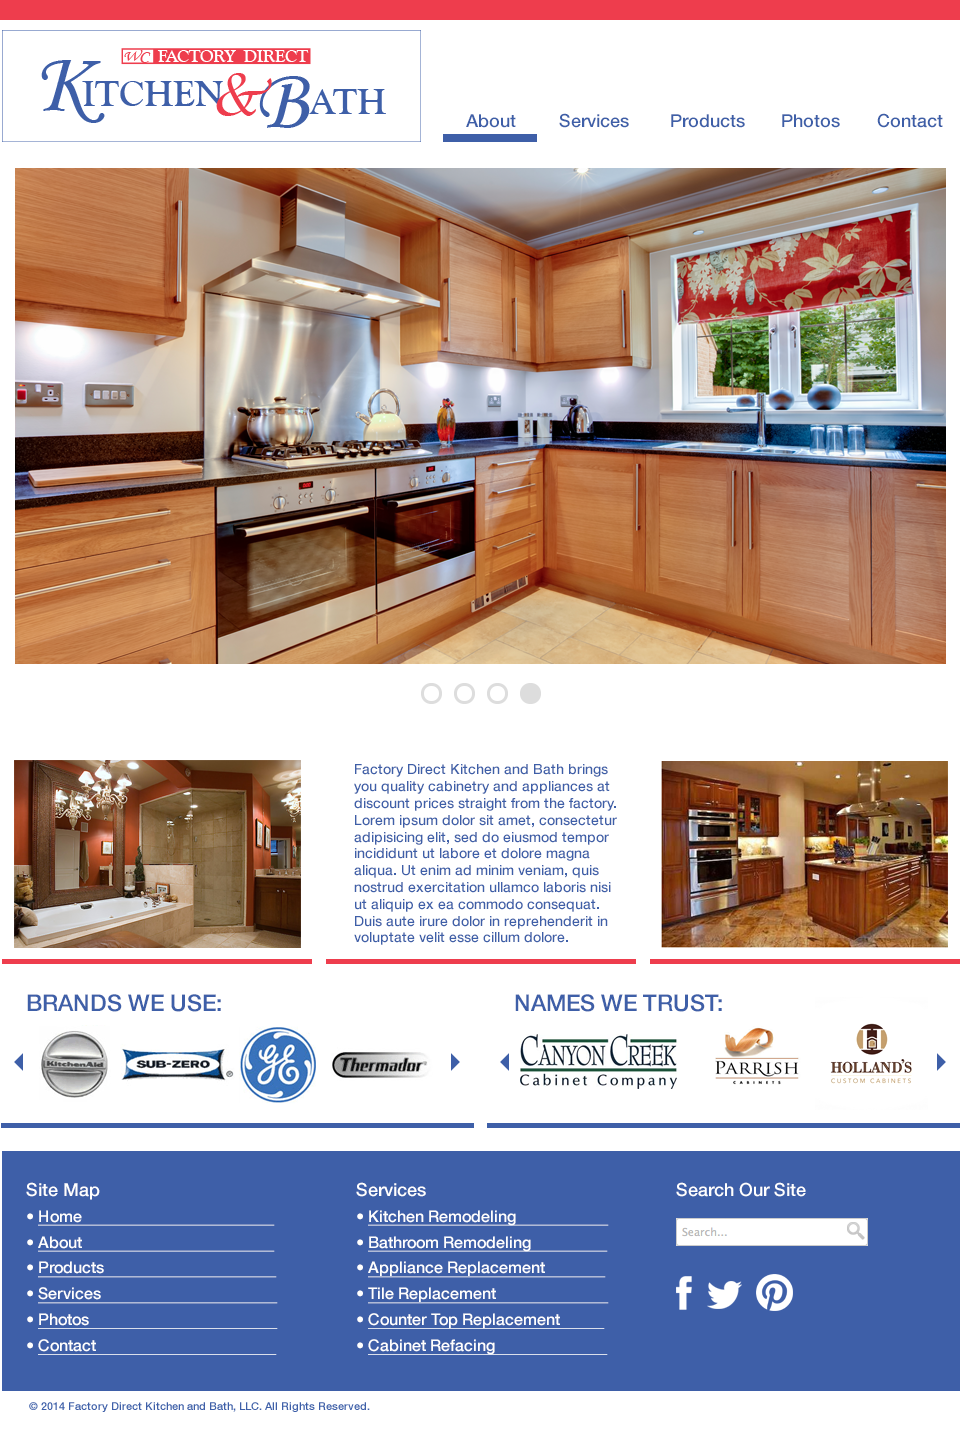 WC FACTORY DIRECT
KITCHEN & BATH
About Services Products Photos Contact
Factory Direct Kitchen and Bath brings
you quality cabinetry and appliances at
discount prices straight from the factory.
Lorem ipsum dolor sit amet, consectetur
adipisicing elit, sed do eiusmod tempor
incididunt ut labore et dolore magna
aliqua. Ut enim ad minim veniam, quis
nostrud exercitation ullamco laboris nisi
ut aliquip ex ea commodo consequat.
Duis aute irure dolor in reprehenderit in
voluptate velit esse cillum dolore.
BRANDS WE USE:
KitchenAid
SUB-ZERO ®
GE
Thermador
NAMES WE TRUST:
CANYON CREEK
Cabinet Company
PARRISH
CABINETS
HOLLAND'S
CUSTOM CABINETS
Site Map
• Home
• About
• Products
• Services
• Photos
• Contact
Services
• Kitchen Remodeling
• Bathroom Remodeling
• Appliance Replacement
• Tile Replacement
• Counter Top Replacement
• Cabinet Refacing
Search Our Site
Search...
© 2014 Factory Direct Kitchen and Bath, LLC. All Rights Reserved.